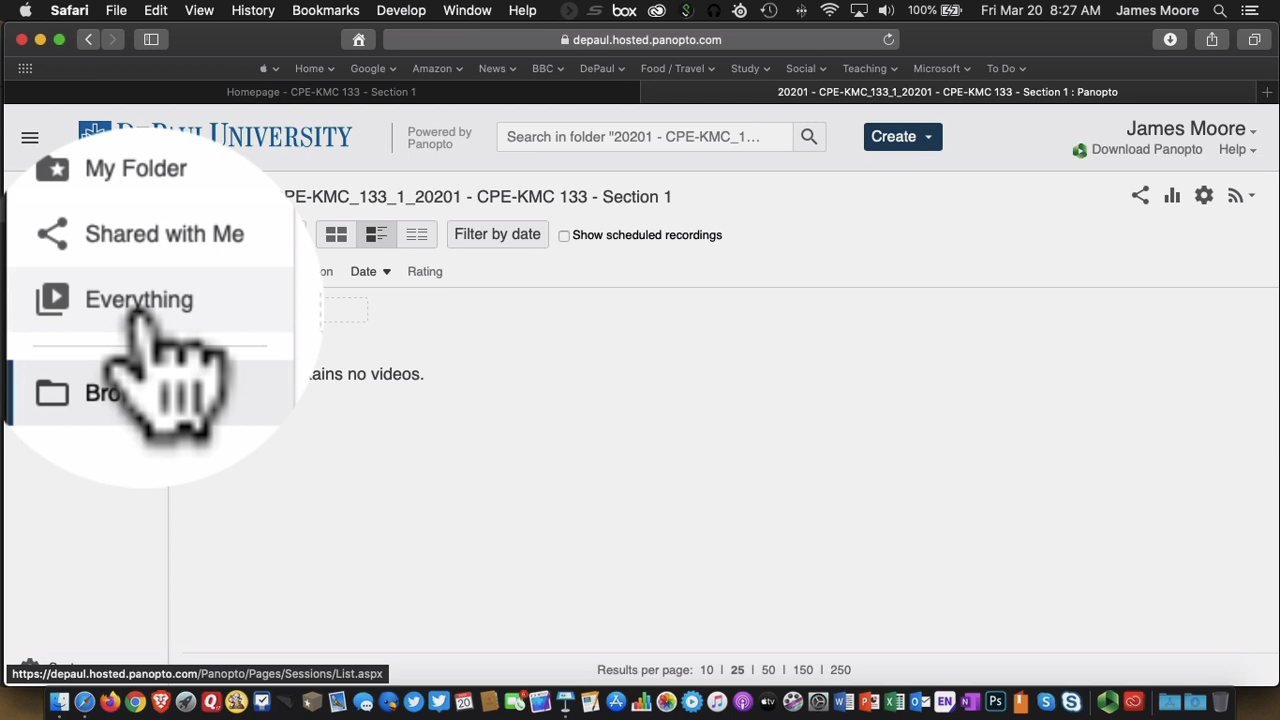 Safari File Edit View History Bookmarks Develop Window Help box 100% Fri Mar 20 8:27 AM James Moore
depaul.hosted.panopto.com
Home Google Amazon News BBC DePaul Food / Travel Study Social Teaching Microsoft To Do
Homepage - CPE-KMC 133 - Section 1 20201 - CPE-KMC_133_1_20201 - CPE-KMC 133 - Section 1 : Panopto
DEPAUL UNIVERSITY
Powered by
Panopto
Search in folder "20201 - CPE-KMC_1...
Create
James Moore
Download Panopto Help
My Folder
Shared with Me
Everything
PE-KMC_133_1_20201 - CPE-KMC 133 - Section 1
Filter by date Show scheduled recordings
on Date Rating
tains no videos.
Results per page: 10 25 50 150 250
https://depaul.hosted.panopto.com/Panopto/Pages/Sessions/List.aspx